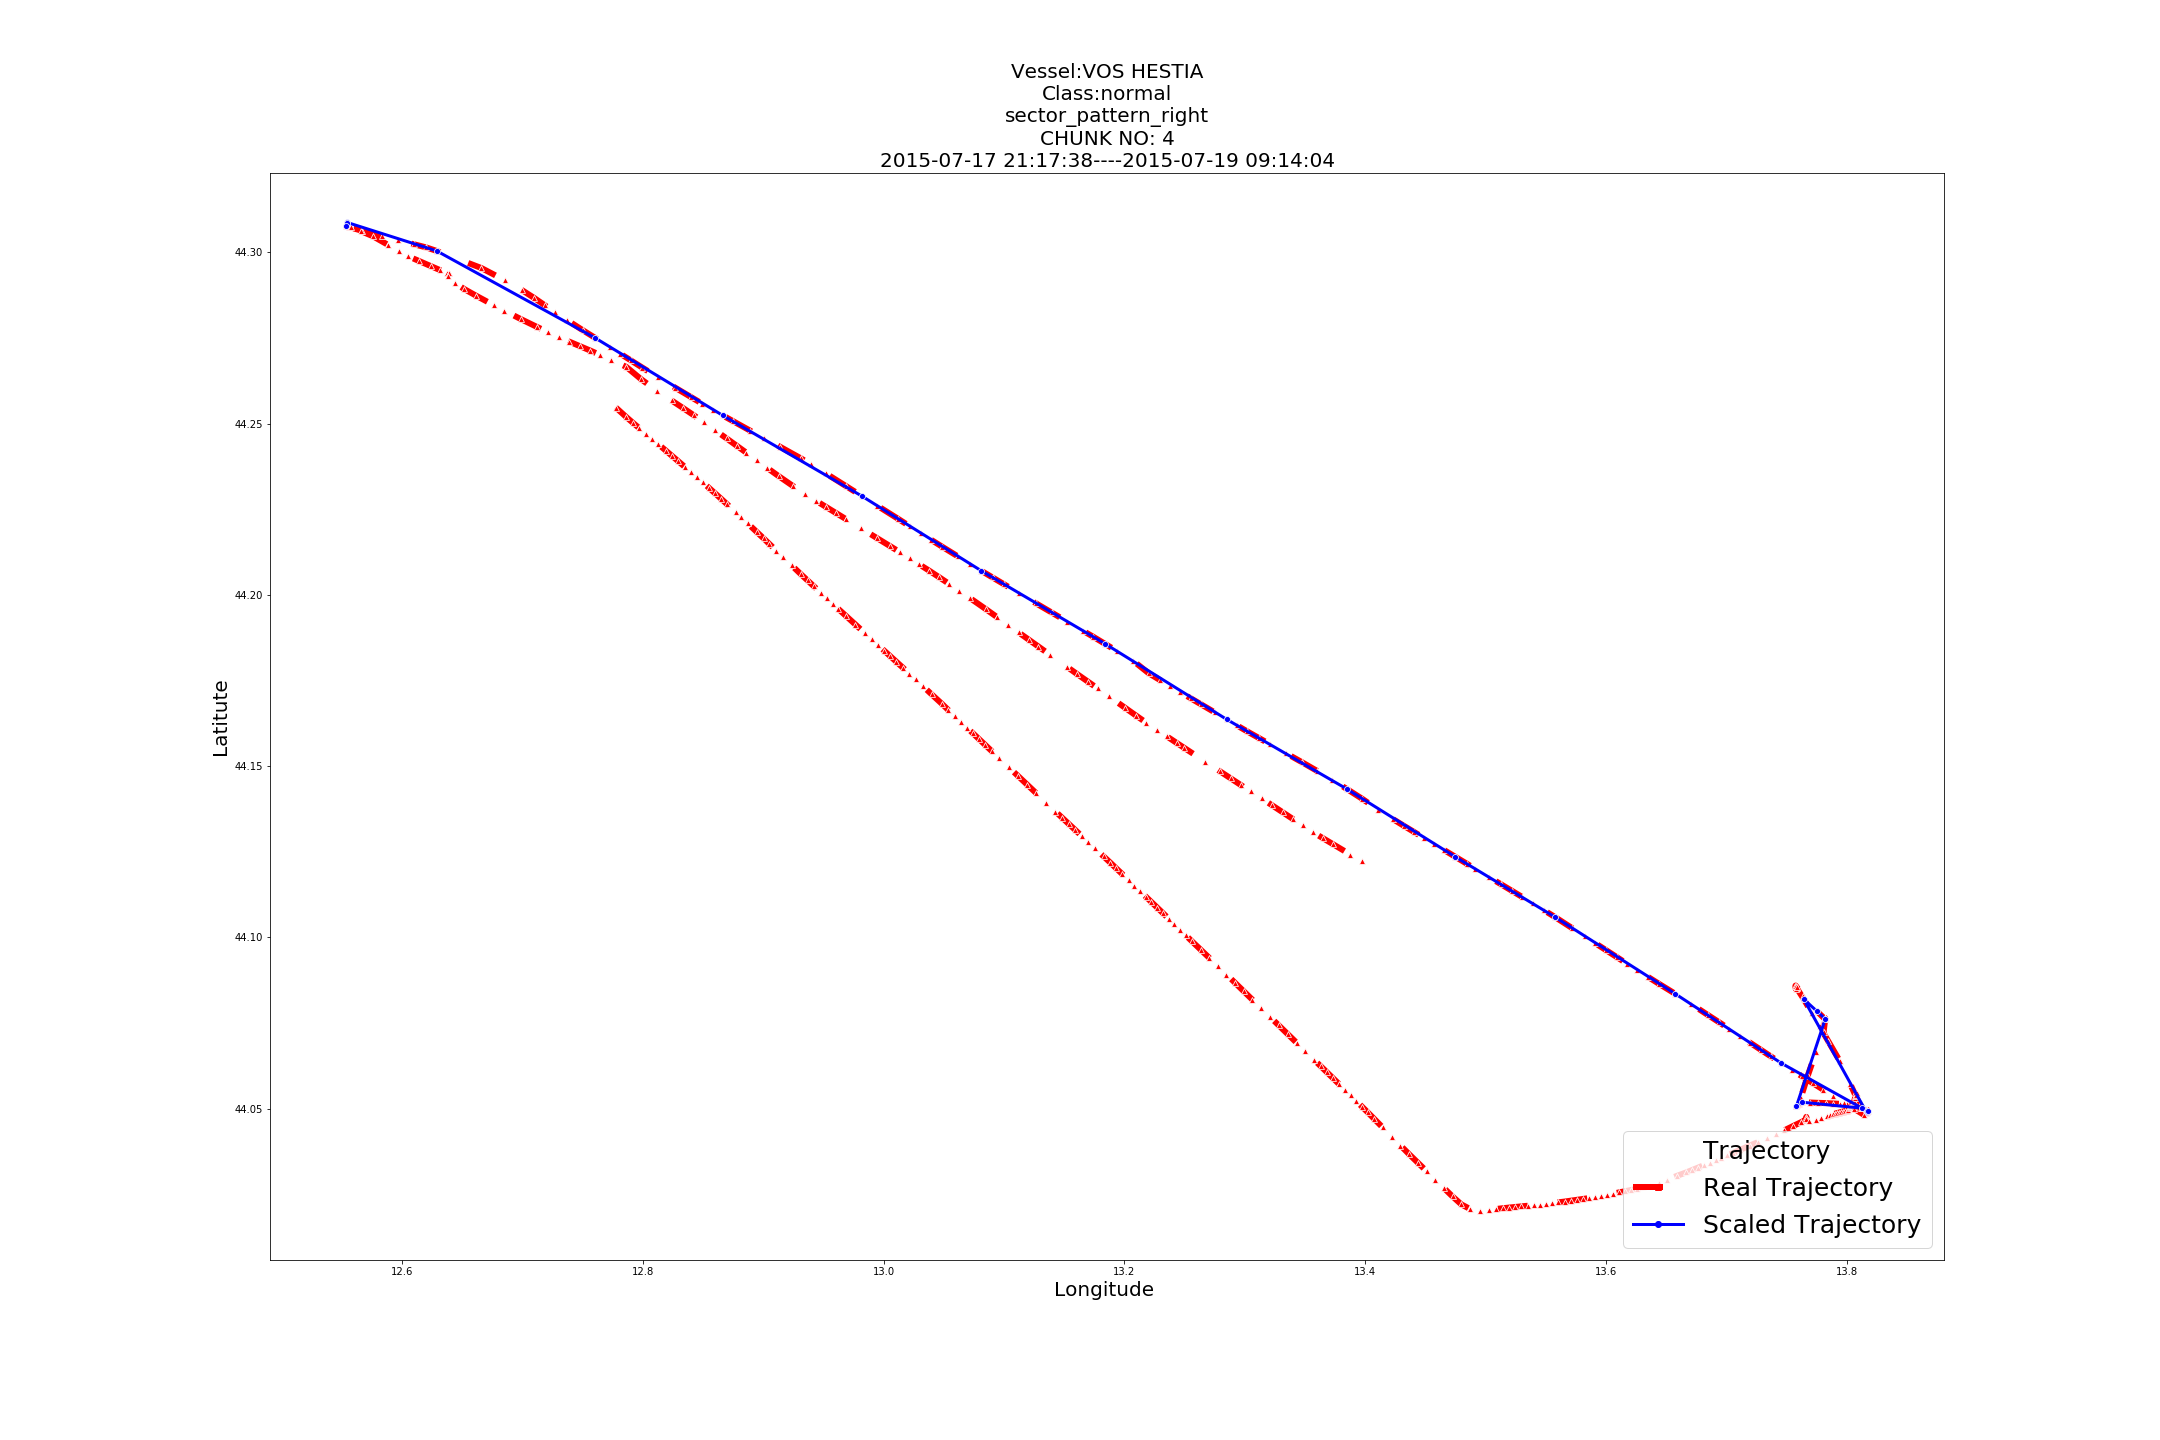 Vessel:VOS HESTIA
Class:normal
sector_pattern_right
CHUNK NO: 4
2015-07-17 21:17:38----2015-07-19 09:14:04
44.30
44.25
44.20
44.15
44.10
44.05
Latitute
12.6
12.8
13.0
13.2
13.4
13.6
13.8
Longitude
Trajectory
Real Trajectory
Scaled Trajectory